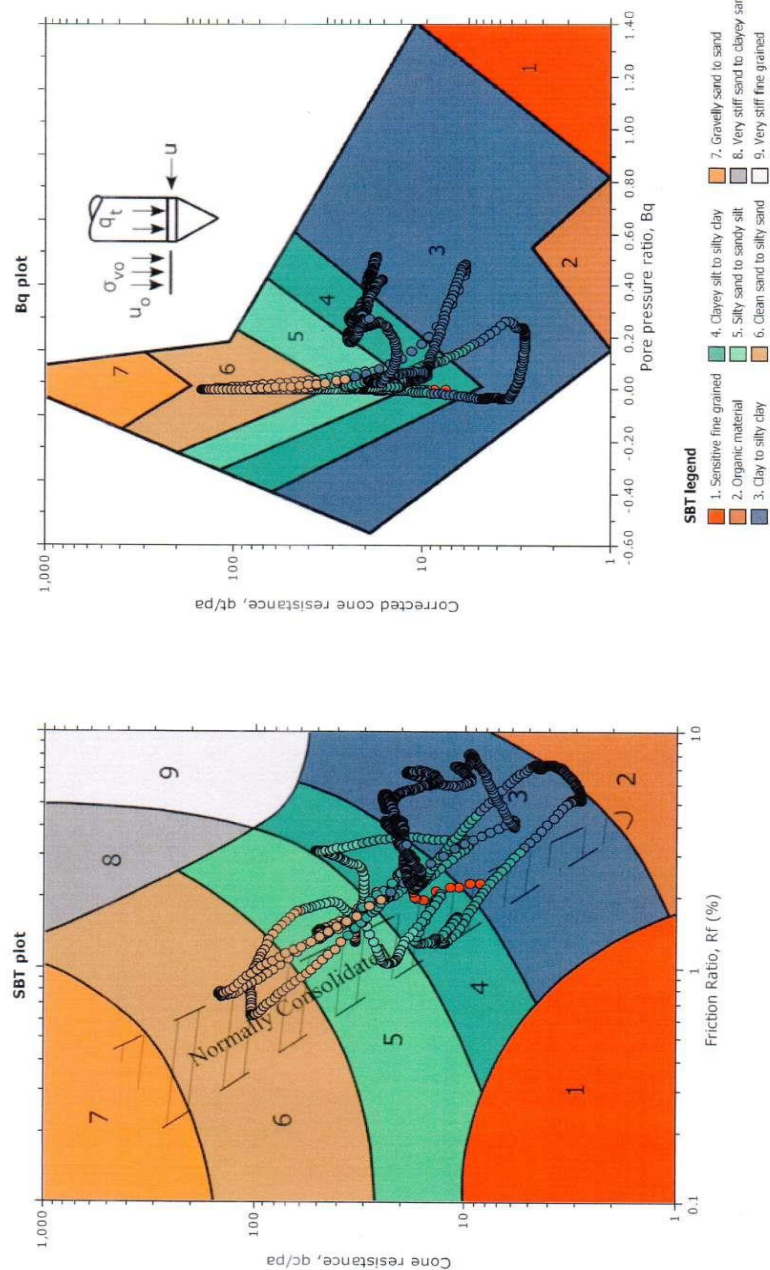 SBT plot
Cone resistance, qc/pa
1,000
100
10
1
7
8
9
6
5
4
3
2
1
Normally Consolidated
0.1
1
10
Friction Ratio, Rf (%)
Bq plot
Corrected cone resistance, qt/pa
1,000
100
10
1
7
6
5
4
3
2
1
σvo
qt
uo
u
-0.60
-0.40
-0.20
0.00
0.20
0.40
0.60
0.80
1.00
1.20
1.40
Pore pressure ratio, Bq
SBT legend
1. Sensitive fine grained
2. Organic material
3. Clay to silty clay
4. Clayey silt to silty clay
5. Silty sand to sandy silt
6. Clean sand to silty sand
7. Gravelly sand to sand
8. Very stiff sand to clayey san
9. Very stiff fine grained